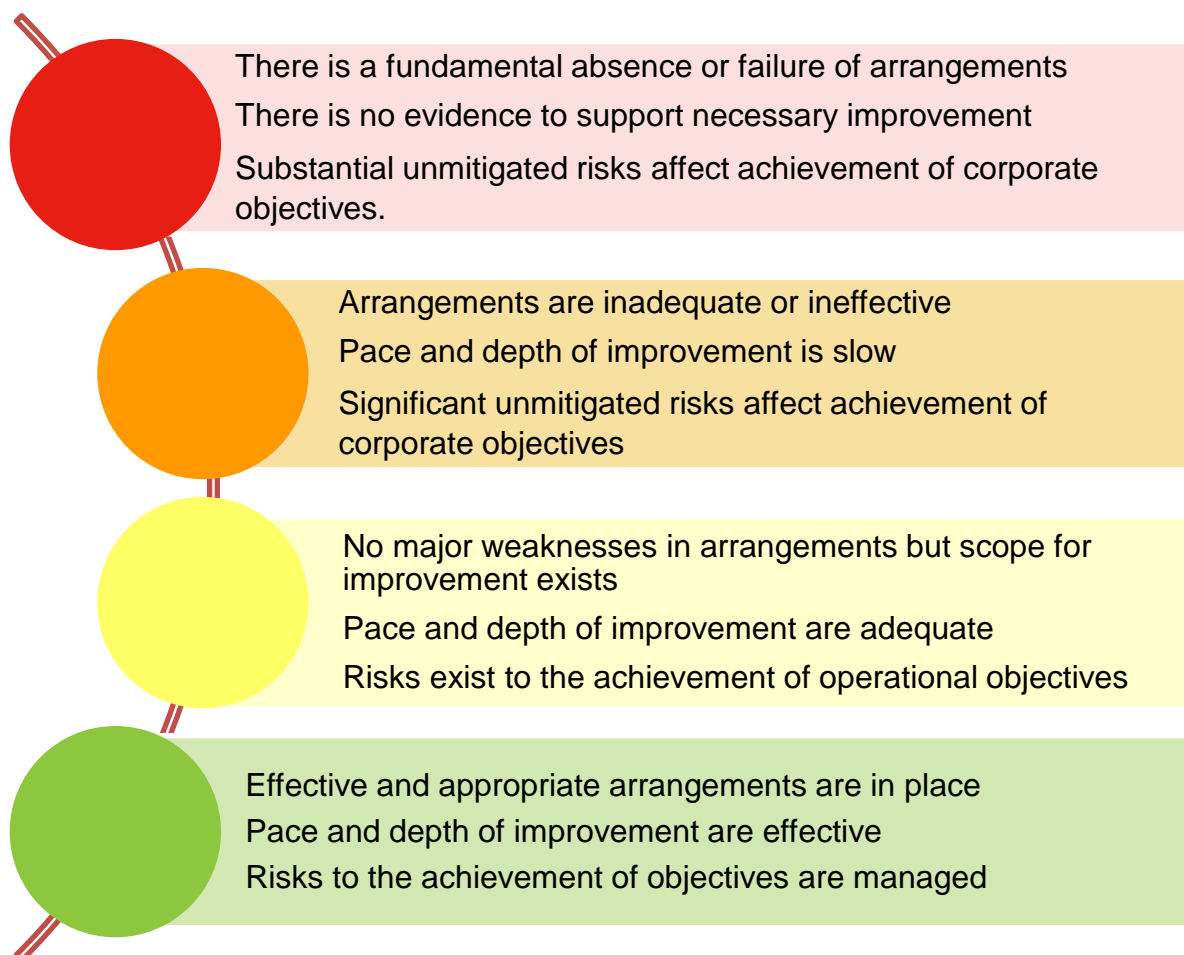 There is a fundamental absence or failure of arrangements
There is no evidence to support necessary improvement
Substantial unmitigated risks affect achievement of corporate
objectives.
Arrangements are inadequate or ineffective
Pace and depth of improvement is slow
Significant unmitigated risks affect achievement of
corporate objectives
No major weaknesses in arrangements but scope for
improvement exists
Pace and depth of improvement are adequate
Risks exist to the achievement of operational objectives
Effective and appropriate arrangements are in place
Pace and depth of improvement are effective
Risks to the achievement of objectives are managed